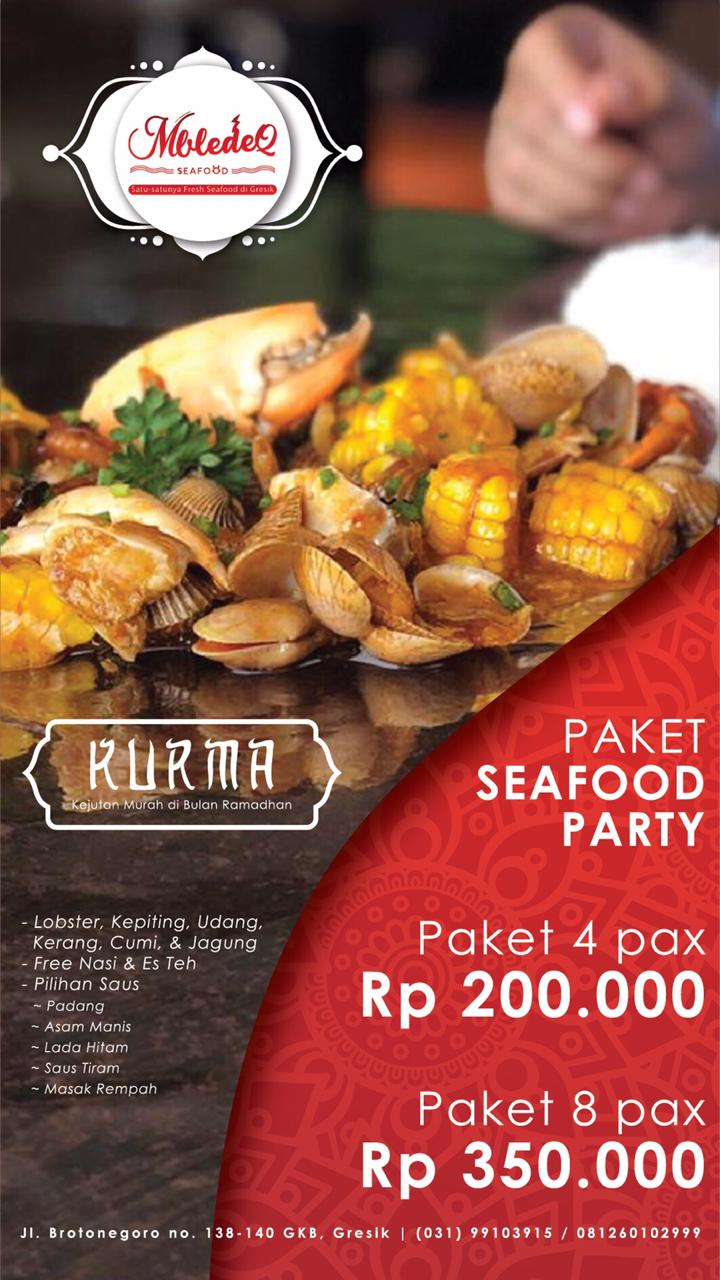 MbledeQ
SEAFOOD
Satu-satunya Fresh Seafood di Gresik
KURMA
Kejutan Murah di Bulan Ramadhan
PAKET
SEAFOOD
PARTY
- Lobster, Kepiting, Udang,
Kerang, Cumi, & Jagung
- Free Nasi & Es Teh
- Pilihan Saus
~ Padang
~ Asam Manis
~ Lada Hitam
~ Saus Tiram
~ Masak Rempah
Paket 4 pax
Rp 200.000
Paket 8 pax
Rp 350.000
Jl. Brotonegoro no. 138-140 GKB, Gresik | (031) 99103915 / 081260102999